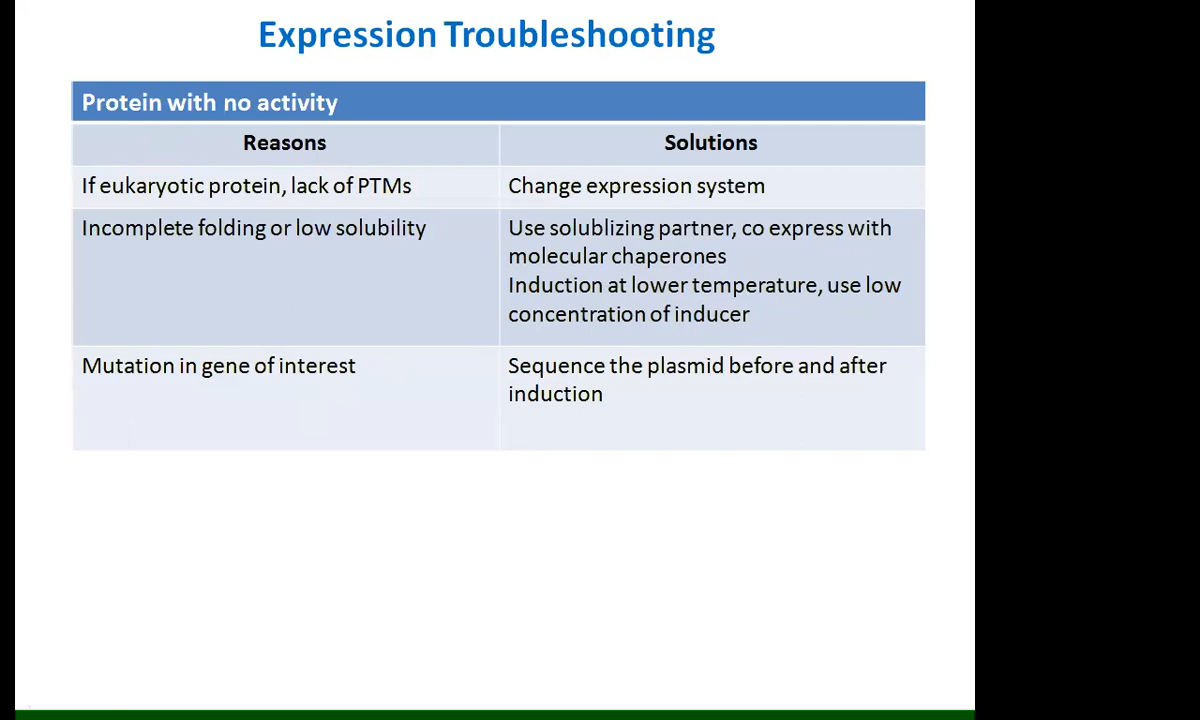 Expression Troubleshooting
Protein with no activity
Reasons
Solutions
If eukaryotic protein, lack of PTMs
Change expression system
Incomplete folding or low solubility
Use solublizing partner, co express with
molecular chaperones
Induction at lower temperature, use low
concentration of inducer
Mutation in gene of interest
Sequence the plasmid before and after
induction